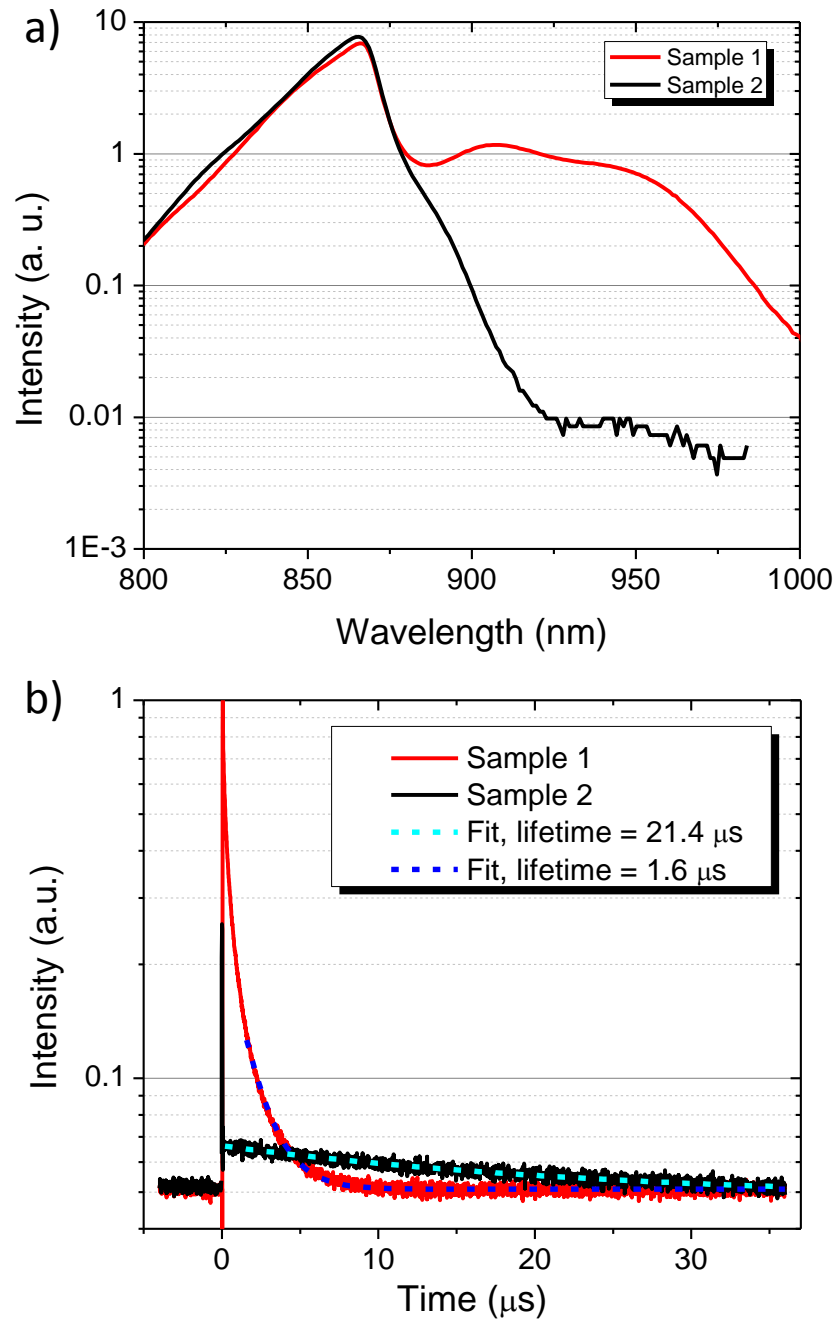 a)
10
1
0.1
0.01
1E-3
Intensity (a. u.)
Sample 1
Sample 2
800
850
900
950
1000
Wavelength (nm)
b)
1
0.1
Intensity (a.u.)
Sample 1
Sample 2
Fit, lifetime = 21.4 μs
Fit, lifetime = 1.6 μs
0
10
20
30
Time (μs)